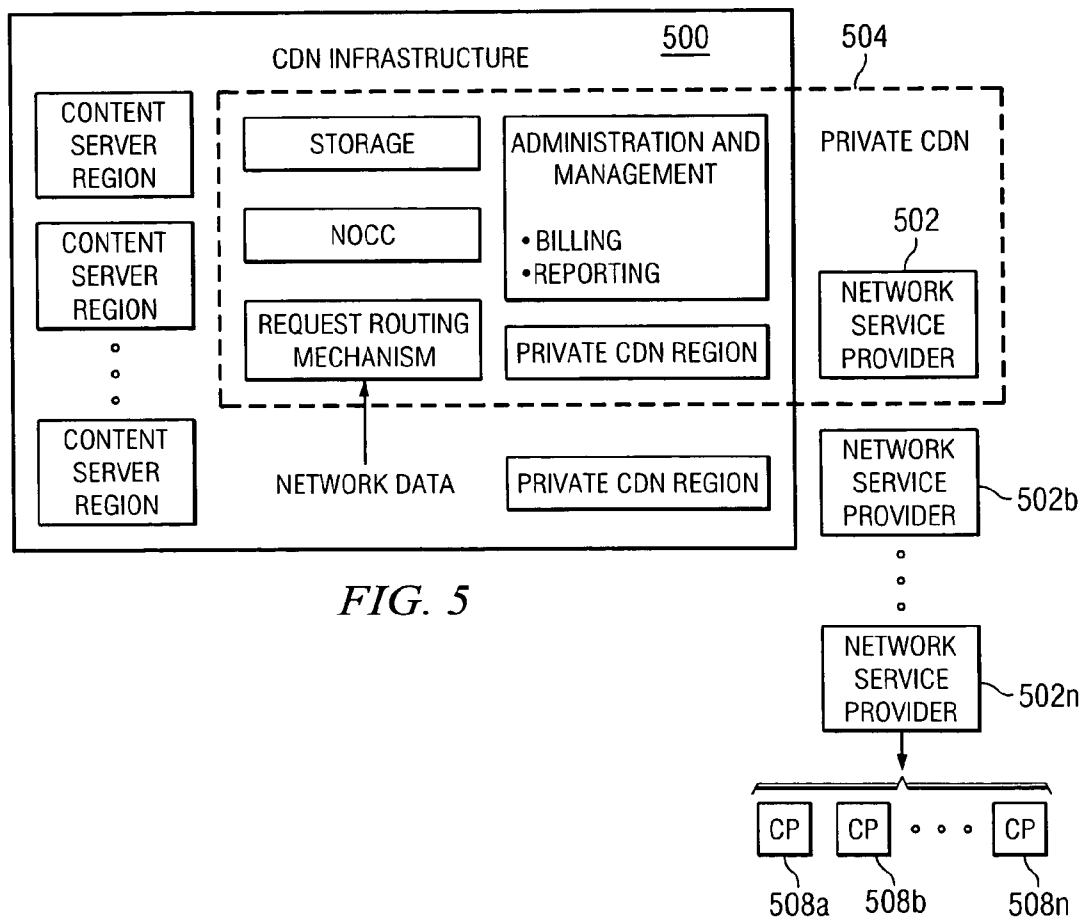 CDN INFRASTRUCTURE
500
504
CONTENT
SERVER
REGION
CONTENT
SERVER
REGION
CONTENT
SERVER
REGION
STORAGE
NOCC
REQUEST ROUTING
MECHANISM
NETWORK DATA
ADMINISTRATION AND
MANAGEMENT
• BILLING
• REPORTING
PRIVATE CDN REGION
PRIVATE CDN REGION
PRIVATE CDN
502
NETWORK
SERVICE
PROVIDER
NETWORK
SERVICE
PROVIDER
502b
FIG. 5
NETWORK
SERVICE
PROVIDER
502n
CP
CP
CP
508a
508b
508n